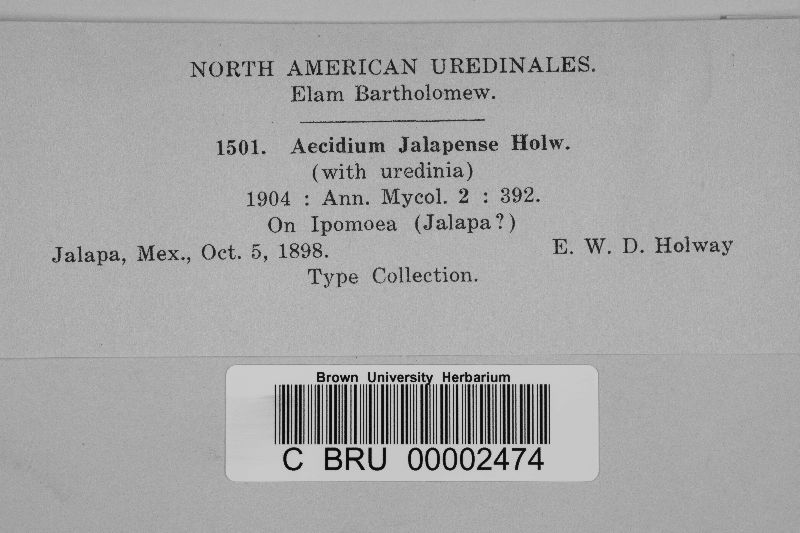 NORTH AMERICAN UREDINALES.
Elam Bartholomew.
1501. Aecidium Jalapense Holw.
(with uredinia)
1904 : Ann. Mycol. 2 : 392.
On Ipomoea (Jalapa?)
Jalapa, Mex., Oct. 5, 1898. E. W. D. Holway
Type Collection.
Brown University Herbarium
C BRU 00002474